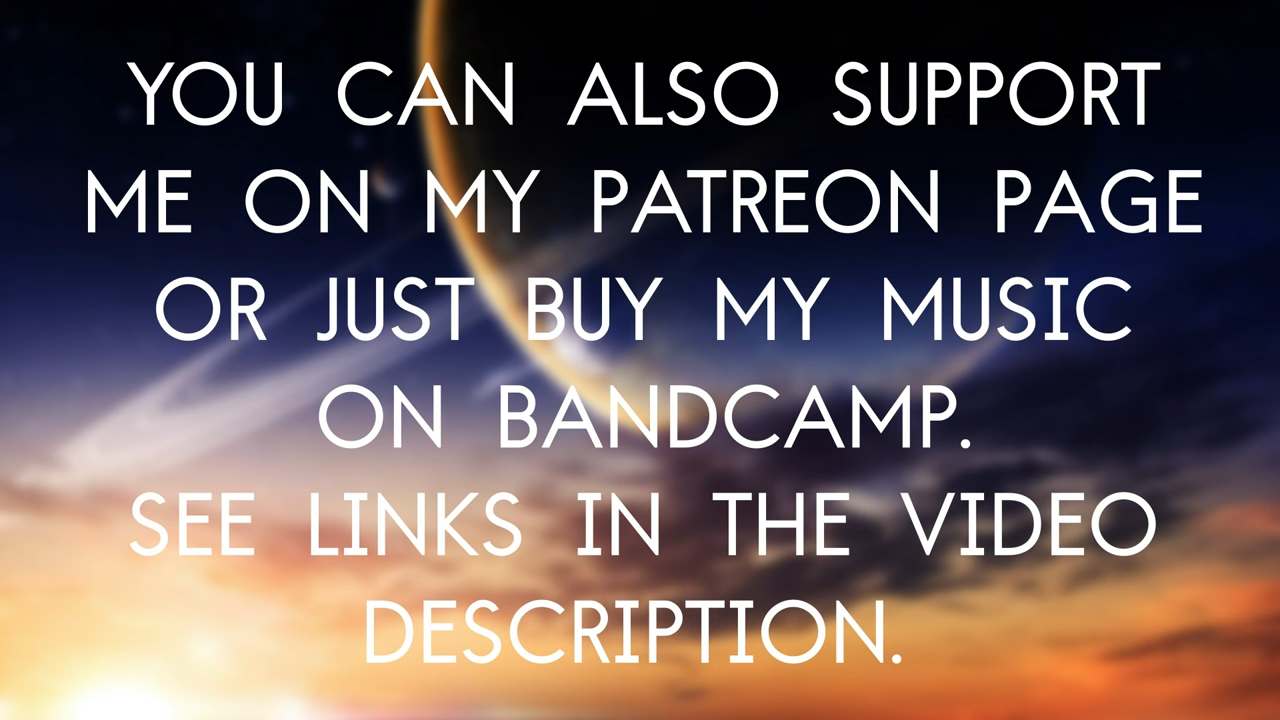 YOU CAN ALSO SUPPORT
ME ON MY PATREON PAGE
OR JUST BUY MY MUSIC
ON BANDCAMP.
SEE LINKS IN THE VIDEO
DESCRIPTION.